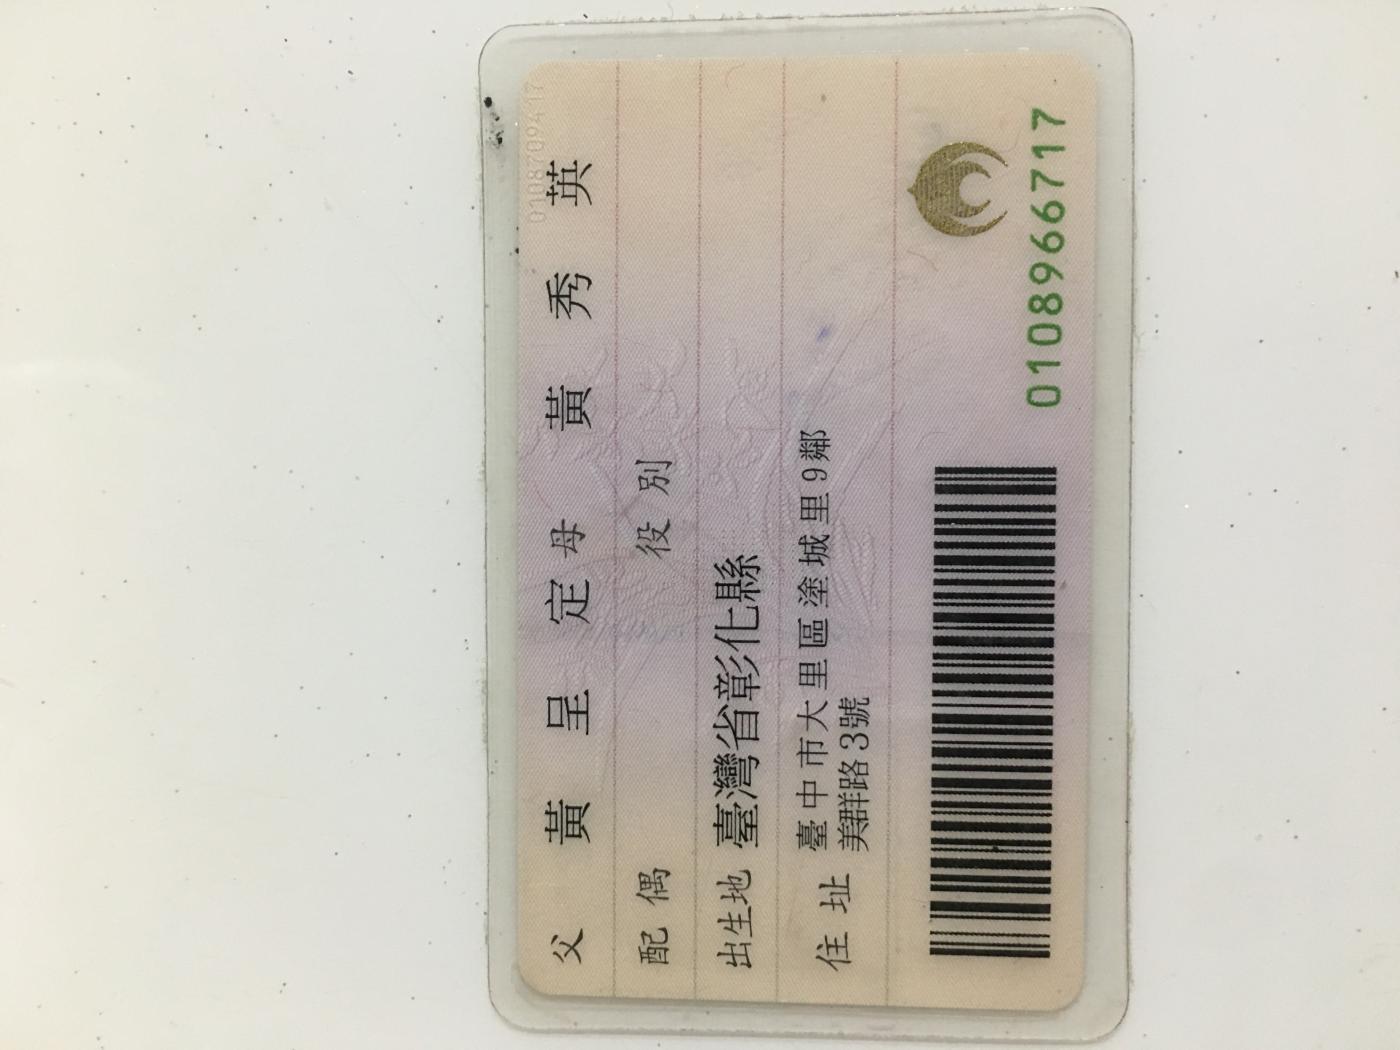 父 黃呈定 母 黃秀英
配偶 役別
出生地 臺灣省彰化縣
住址 臺中市大里區塗城里9鄰
美群路3號
0108966717